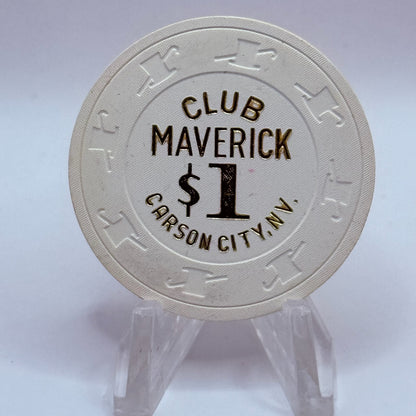 CLUB
MAVERICK
$1
CARSON CITY, NV.